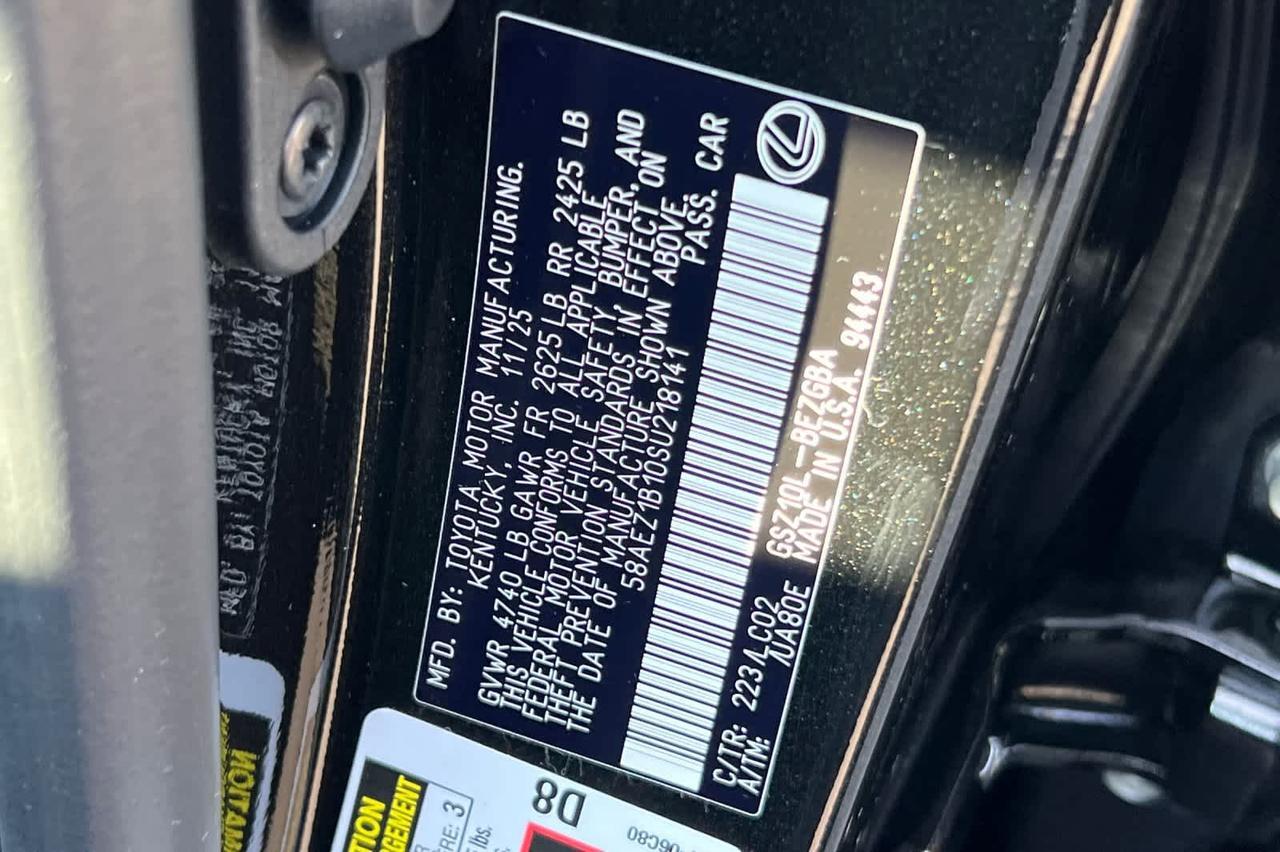 MFD. BY: TOYOTA MOTOR MANUFACTURING.
KENTUCKY, INC. 11/25
GVWR 4740 LB GAWR FR 2625 LB RR 2425 LB
THIS VEHICLE CONFORMS TO ALL APPLICABLE
FEDERAL MOTOR VEHICLE SAFETY, BUMPER, AND
THEFT PREVENTION STANDARDS IN EFFECT ON
THE DATE OF MANUFACTURE SHOWN ABOVE.
58AEZ1B10SU218141 PASS. CAR
C/TR: 223/LC02
A/TM: /UA80E GSZ10L-BEZGBA
MADE IN U.S.A. 94443
D8
06C80
3
lbs.